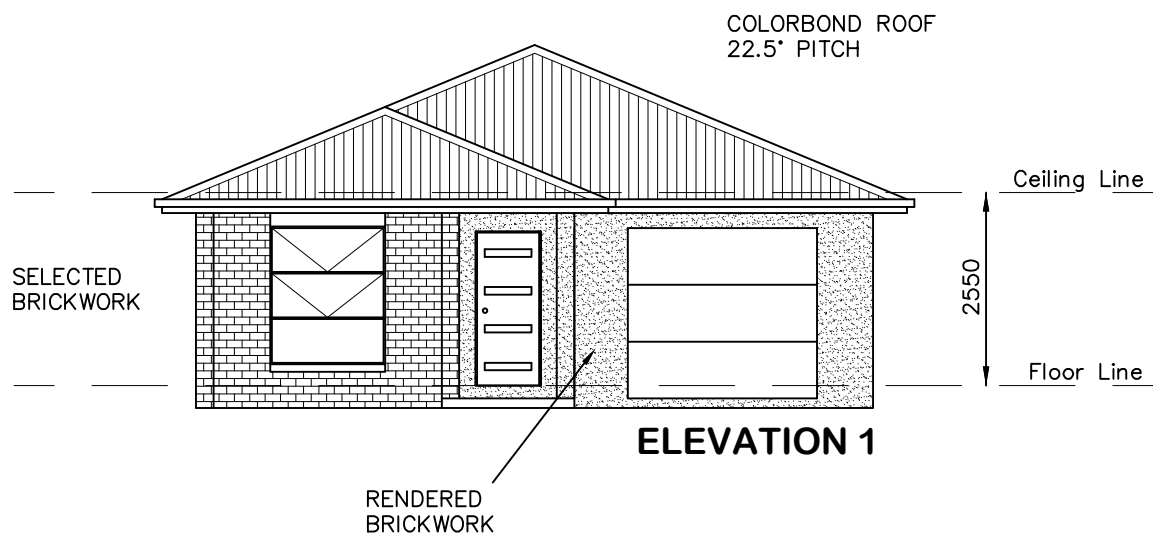 COLORBOND ROOF
22.5° PITCH
Ceiling Line
SELECTED
BRICKWORK
2550
Floor Line
ELEVATION 1
RENDERED
BRICKWORK